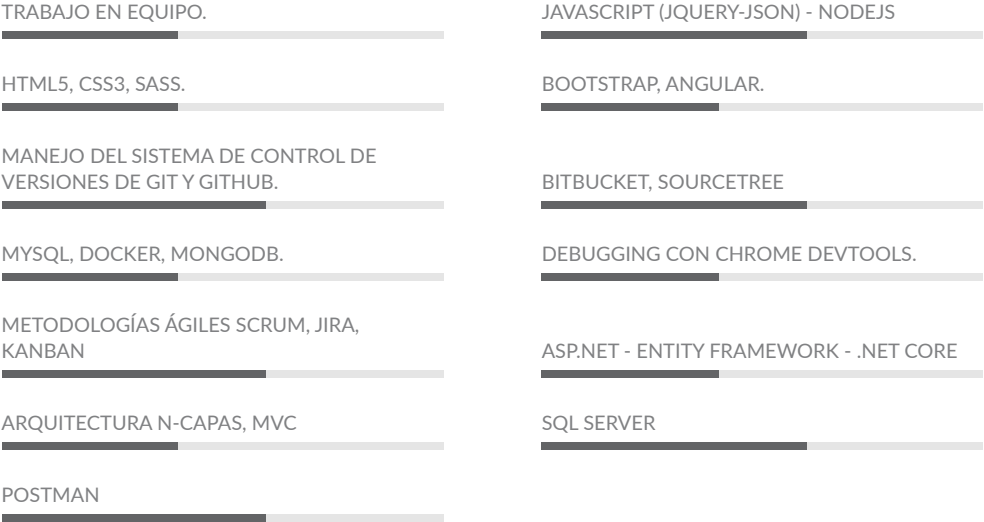 TRABAJO EN EQUIPO.
JAVASCRIPT (JQUERY-JSON) - NODEJS
HTML5, CSS3, SASS.
BOOTSTRAP, ANGULAR.
MANEJO DEL SISTEMA DE CONTROL DE
VERSIONES DE GIT Y GITHUB.
BITBUCKET, SOURCETREE
MYSQL, DOCKER, MONGODB.
DEBUGGING CON CHROME DEVTOOLS.
METODOLOGÍAS ÁGILES SCRUM, JIRA,
KANBAN
ASP.NET - ENTITY FRAMEWORK - .NET CORE
ARQUITECTURA N-CAPAS, MVC
SQL SERVER
POSTMAN